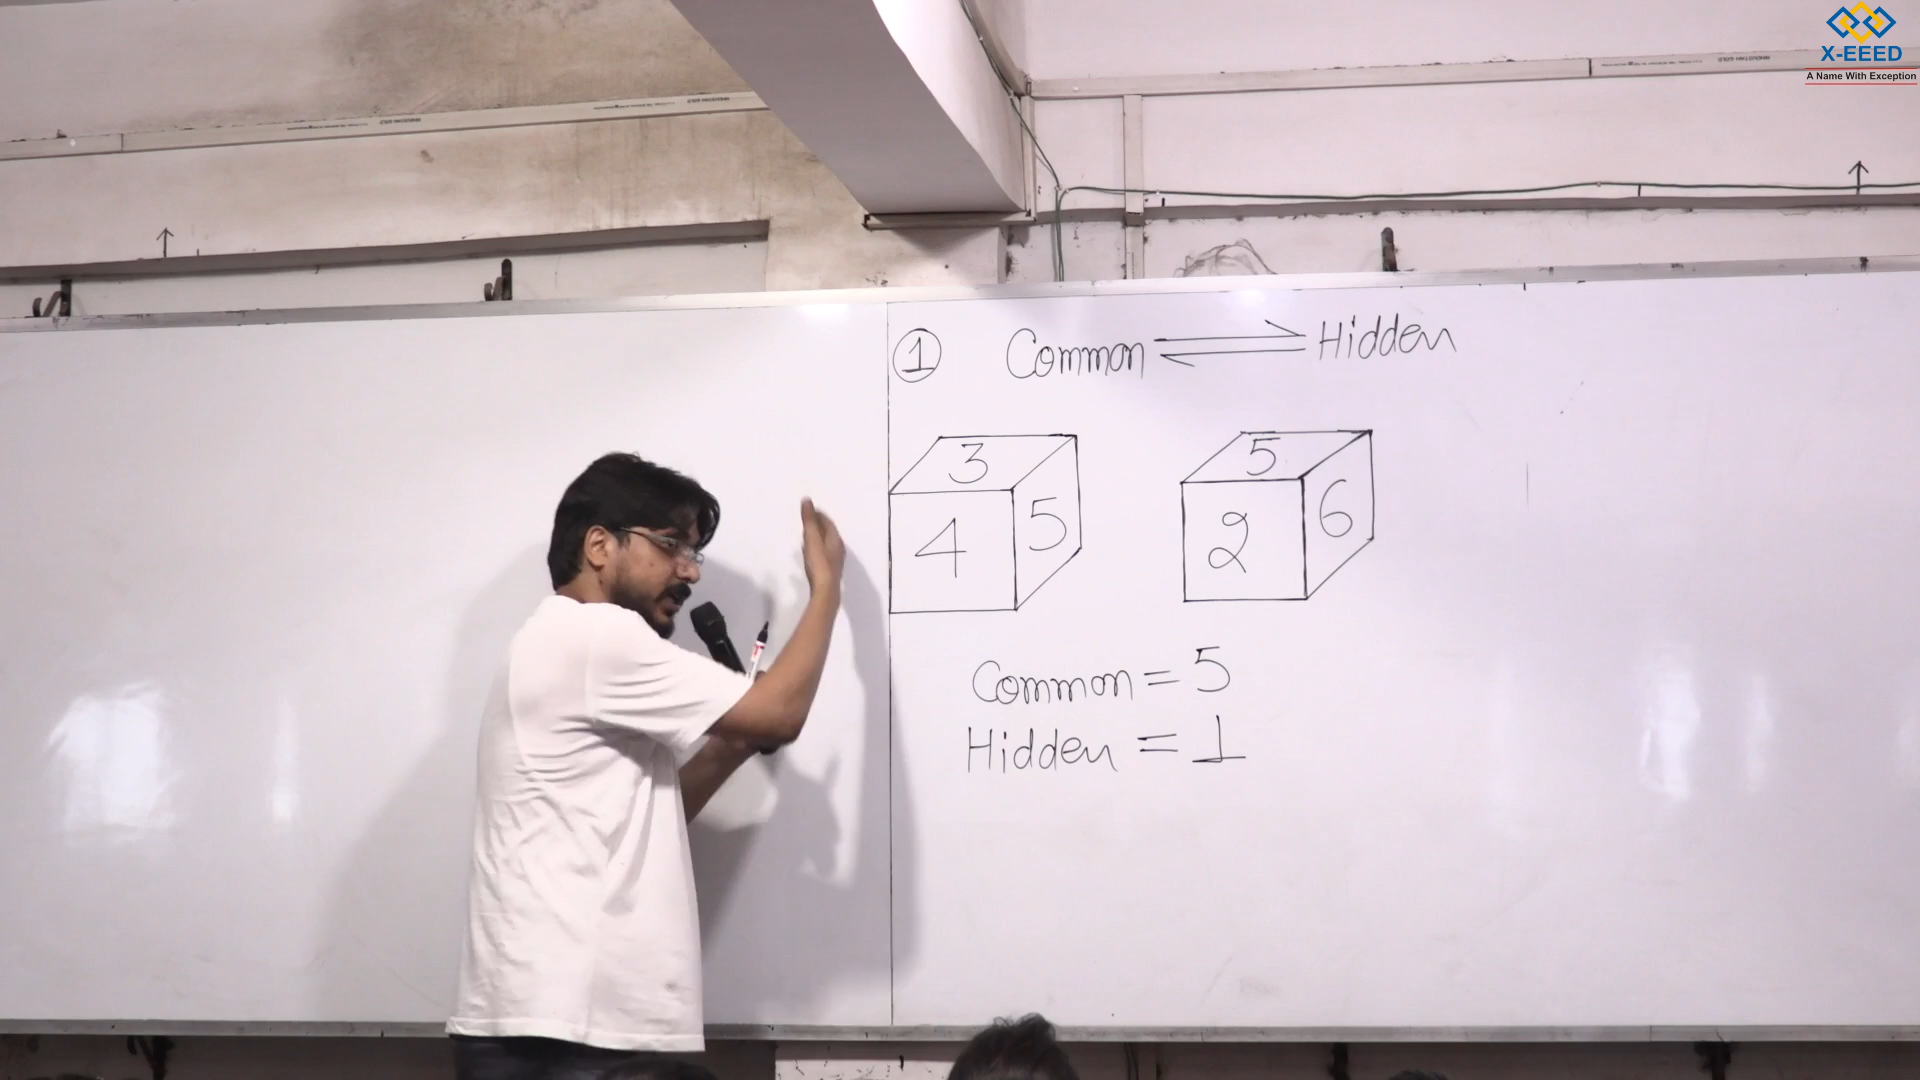 X-EEED
A Name With Exception
① Common ⇌ Hidden
3
4
5
5
2
6
Common = 5
Hidden = 1